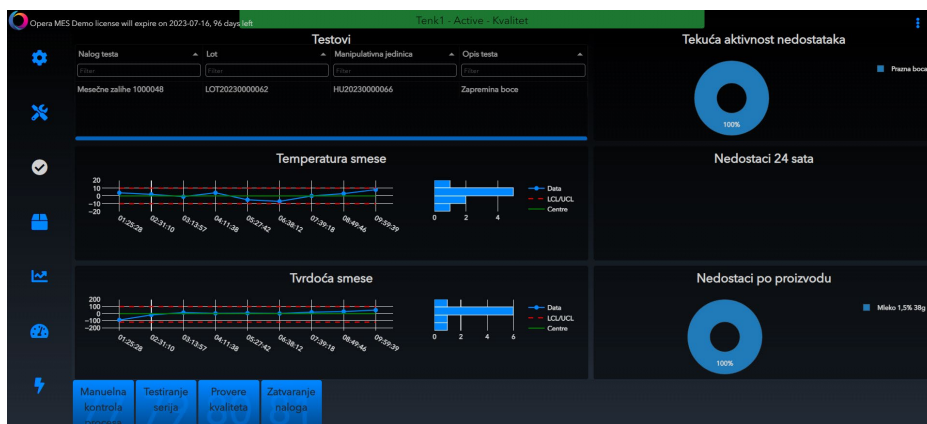 Opera MES Demo license will expire on 2023-07-16, 96 days left
Tenk1 - Active - Kvalitet
Testovi
Nalog testa Lot Manipulativna jedinica Opis testa
Filter Filter Filter Filter
Mesečne zalihe 1000048 LOT20230000062 HU20230000066 Zapremina boce
Tekuća aktivnost nedostataka
Prazna boca
100%
Temperatura smese
20
10
0
-10
-20
01:25:28 02:31:10 03:13:57 04:11:38 05:27:42 06:38:12 07:39:18 08:49:46 09:59:39
0 2 4
Data
LCL/UCL
Centre
Nedostaci 24 sata
Tvrdoća smese
200
100
0
-100
-200
01:25:28 02:31:10 03:13:57 04:11:38 05:27:42 06:38:12 07:39:18 08:49:46 09:59:39
0 2 4 6
Data
LCL/UCL
Centre
Nedostaci po proizvodu
Mleko 1,5% 38g
100%
Manuelna
kontrola
Testiranje
serija
Provere
kvaliteta
Zatvaranje
naloga